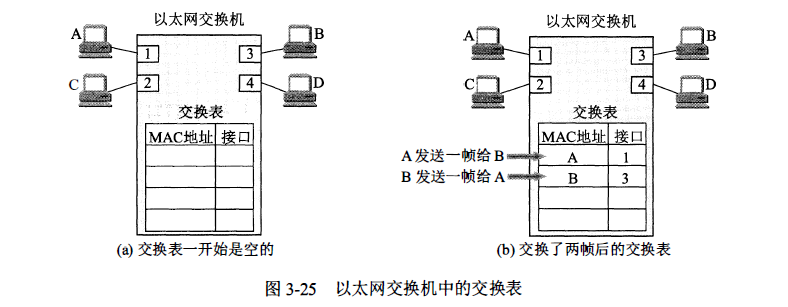 以太网交换机
A
B
1
3
C
2
4
D
交换表
MAC地址 接口
(a) 交换表一开始是空的
以太网交换机
A
B
1
3
C
2
4
D
交换表
MAC地址 接口
A 发送一帧给 B A 1
B 发送一帧给 A B 3
(b) 交换了两帧后的交换表
图 3-25 以太网交换机中的交换表